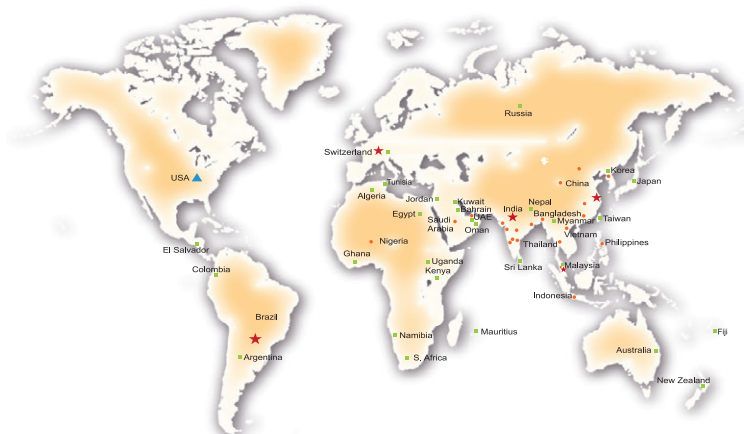 Russia
Switzerland
USA
Tunisia
Algeria
Jordan
Kuwait
Bahrain
Egypt
UAE
Saudi
Arabia
Oman
India
Nepal
China
Korea
Japan
Bangladesh
Myanmar
Taiwan
Vietnam
Thailand
Philippines
El Salvador
Nigeria
Ghana
Uganda
Kenya
Sri Lanka
Malaysia
Colombia
Indonesia
Brazil
Namibia
Mauritius
Fiji
Argentina
S, Africa
Australia
New Zealand